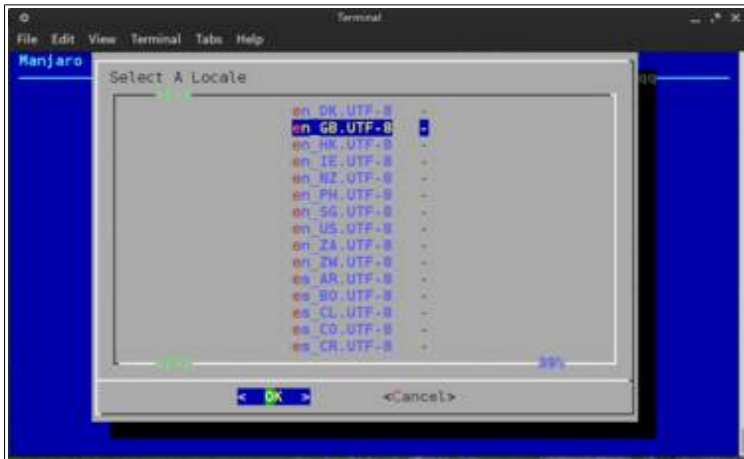 Terminal
File Edit View Terminal Tabs Help
Manjaro
Select A Locale
en_DK.UTF-8 -
en_GB.UTF-8 -
en_HK.UTF-8 -
en_IE.UTF-8 -
en_NZ.UTF-8 -
en_PH.UTF-8 -
en_SG.UTF-8 -
en_US.UTF-8 -
en_ZA.UTF-8 -
en_ZW.UTF-8 -
es_AR.UTF-8 -
es_BO.UTF-8 -
es_CL.UTF-8 -
es_CO.UTF-8 -
es_CR.UTF-8 -
39%
< OK > <Cancel>